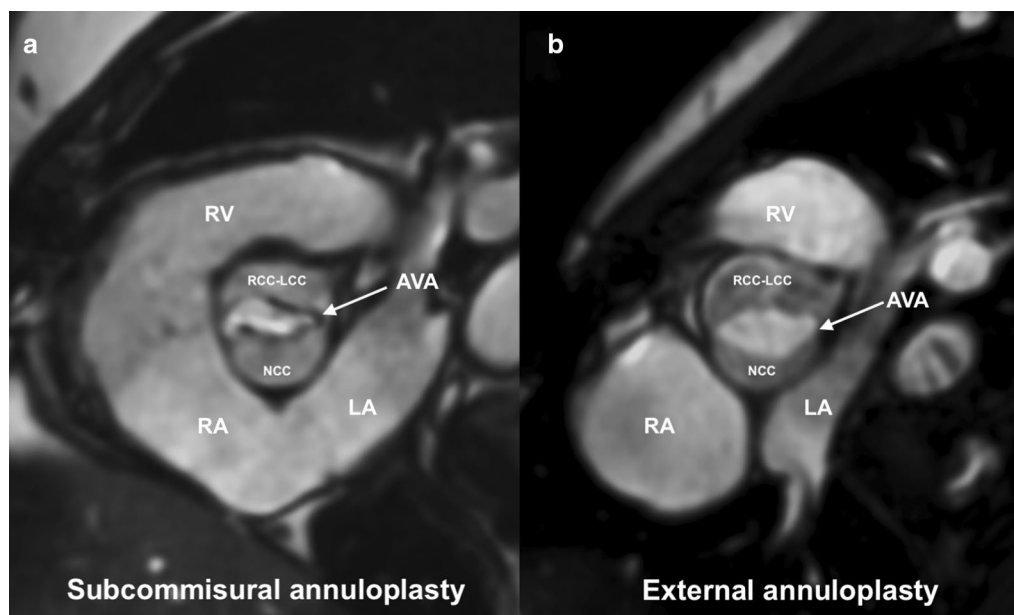 a
b
RV
RV
RCC-LCC
RCC-LCC
AVA
AVA
NCC
NCC
LA
LA
RA
RA
Subcommisural annuloplasty
External annuloplasty